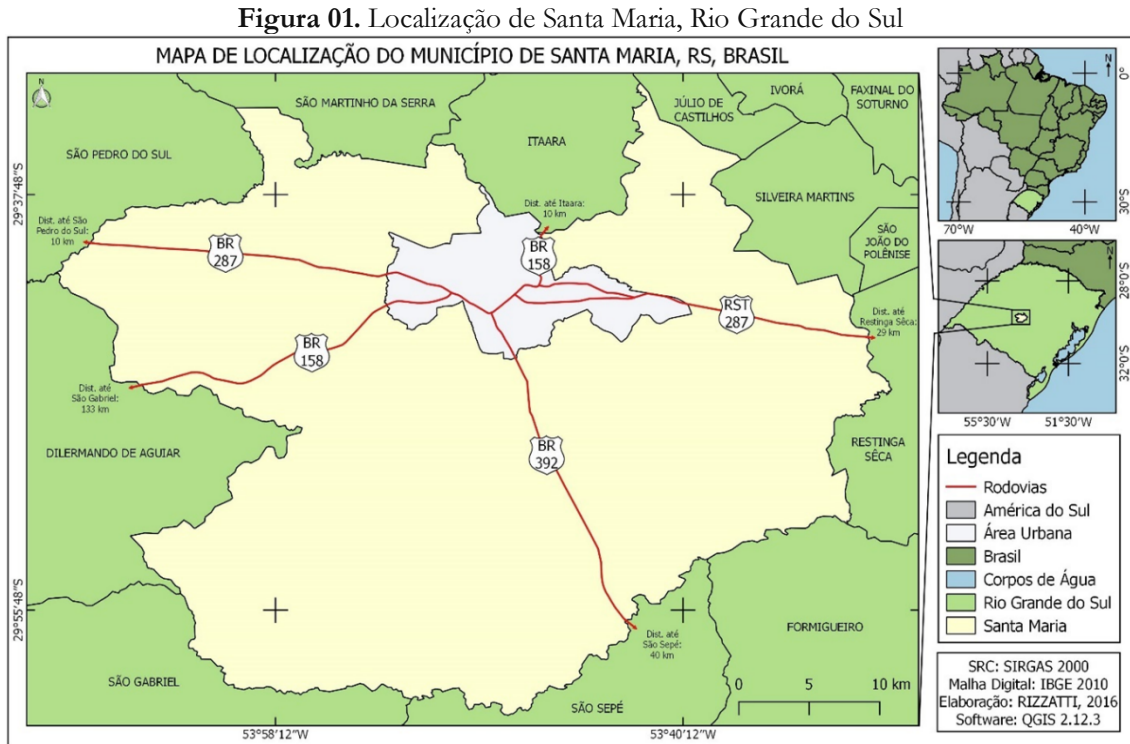 Figura 01. Localização de Santa Maria, Rio Grande do Sul
MAPA DE LOCALIZAÇÃO DO MUNICÍPIO DE SANTA MARIA, RS, BRASIL
N
SÃO PEDRO DO SUL
SÃO MARTINHO DA SERRA
ITAARA
JÚLIO DE
CASTILHOS
IVORÁ
FAXINAL DO
SOTURNO
SILVEIRA MARTINS
SÃO
JOÃO DO
POLÊNISE
29°37'48"S
Dist. até São
Pedro do Sul:
10 km
Dist. até Itaara:
10 km
BR
287
BR
158
RST
287
Dist. até
Restinga Sêca:
29 km
BR
158
Dist. até
São Gabriel:
133 km
DILERMANDO DE AGUIAR
BR
392
RESTINGA
SÊCA
29°55'48"S
Dist. até
São Sepé:
40 km
FORMIGUEIRO
SÃO GABRIEL
SÃO SEPÉ
0 5 10 km
53°58'12"W
53°40'12"W
N
0°
30°S
70°W
40°W
N
28°0'S
32°0'S
55°30'W
51°30'W
Legenda
Rodovias
América do Sul
Área Urbana
Brasil
Corpos de Água
Rio Grande do Sul
Santa Maria
SRC: SIRGAS 2000
Malha Digital: IBGE 2010
Elaboração: RIZZATTI, 2016
Software: QGIS 2.12.3